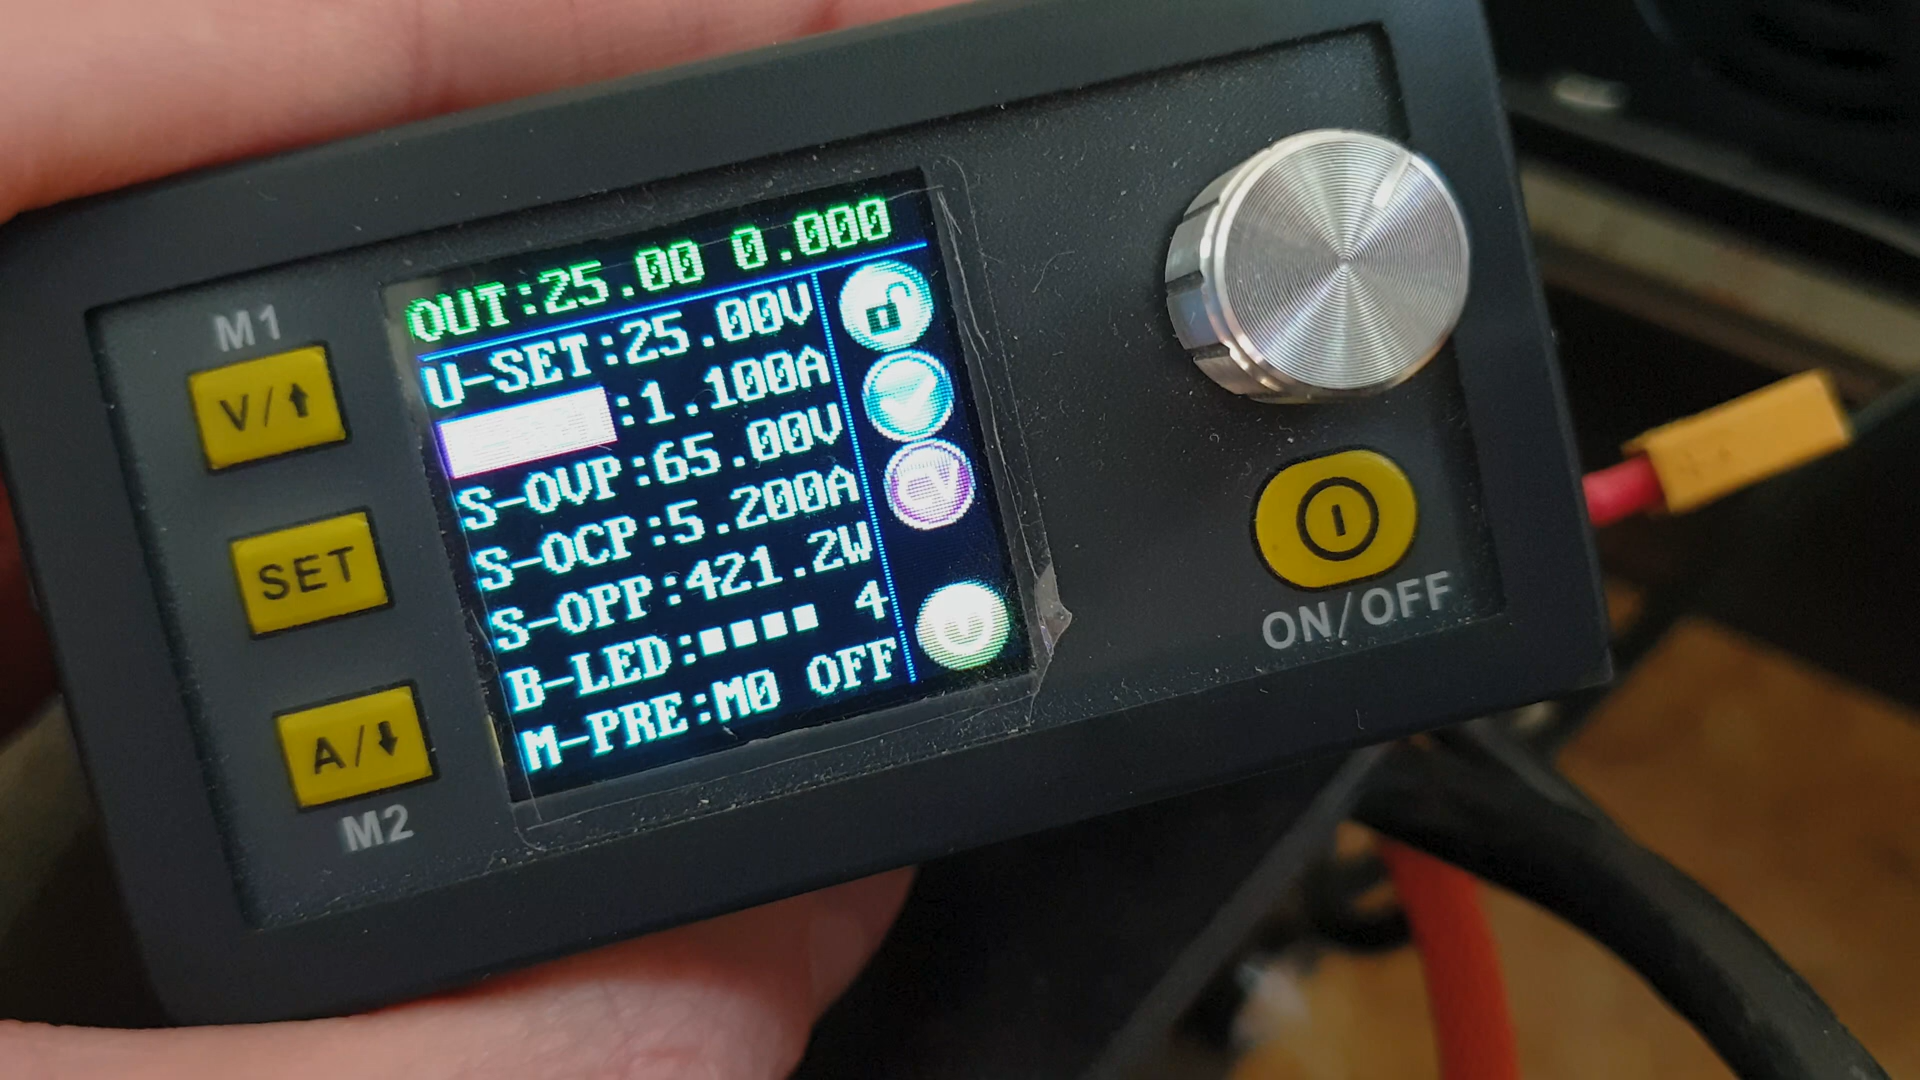 M1
V/↑
SET
A/↓
M2
OUT:25.00 0.000
U-SET:25.00V
:1.100A
S-OVP:65.00V
S-OCP:5.200A
S-OPP:421.2W
B-LED:■■■■ 4
M-PRE:M0 OFF
CV
ON/OFF